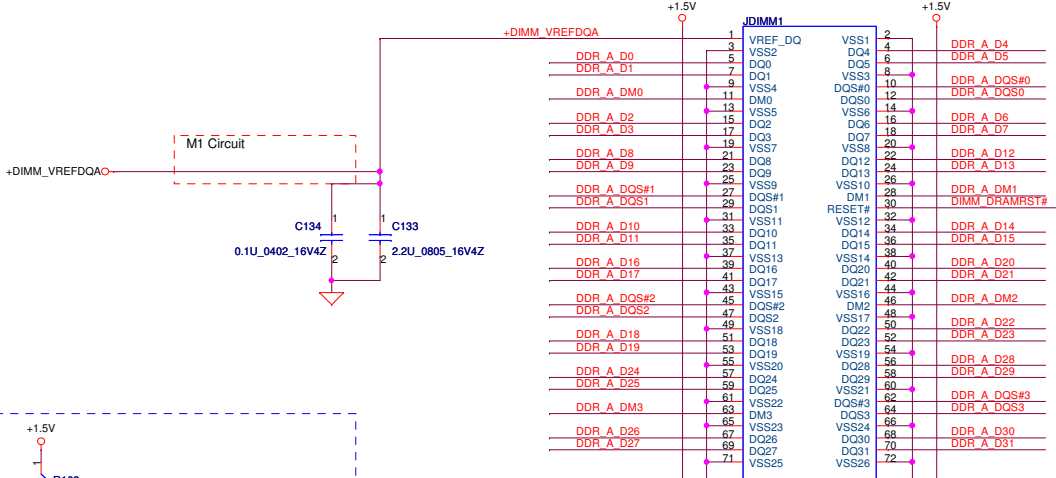 +1.5V +1.5V
JDIMM1
+DIMM_VREFDQA 1 VREF_DQ VSS1 2
3 VSS2 DQ4 4 DDR_A_D4
DDR_A_D0 5 DQ0 DQ5 6 DDR_A_D5
DDR_A_D1 7 DQ1 VSS3 8
9 VSS4 DQS#0 10 DDR_A_DQS#0
DDR_A_DM0 11 DM0 DQS0 12 DDR_A_DQS0
13 VSS5 VSS6 14
DDR_A_D2 15 DQ2 DQ6 16 DDR_A_D6
DDR_A_D3 17 DQ3 DQ7 18 DDR_A_D7
19 VSS7 VSS8 20
DDR_A_D8 21 DQ8 DQ12 22 DDR_A_D12
DDR_A_D9 23 DQ9 DQ13 24 DDR_A_D13
25 VSS9 VSS10 26
DDR_A_DQS#1 27 DQS#1 DM1 28 DDR_A_DM1
DDR_A_DQS1 29 DQS1 RESET# 30 DIMM_DRAMRST#
31 VSS11 VSS12 32
DDR_A_D10 33 DQ10 DQ14 34 DDR_A_D14
DDR_A_D11 35 DQ11 DQ15 36 DDR_A_D15
37 VSS13 VSS14 38
DDR_A_D16 39 DQ16 DQ20 40 DDR_A_D20
DDR_A_D17 41 DQ17 DQ21 42 DDR_A_D21
43 VSS15 VSS16 44
DDR_A_DQS#2 45 DQS#2 DM2 46 DDR_A_DM2
DDR_A_DQS2 47 DQS2 VSS17 48
49 VSS18 DQ22 50 DDR_A_D22
DDR_A_D18 51 DQ18 DQ23 52 DDR_A_D23
DDR_A_D19 53 DQ19 VSS19 54
55 VSS20 DQ28 56 DDR_A_D28
DDR_A_D24 57 DQ24 DQ29 58 DDR_A_D29
DDR_A_D25 59 DQ25 VSS21 60
61 VSS22 DQS#3 62 DDR_A_DQS#3
DDR_A_DM3 63 DM3 DQS3 64 DDR_A_DQS3
65 VSS23 VSS24 66
DDR_A_D26 67 DQ26 DQ30 68 DDR_A_D30
DDR_A_D27 69 DQ27 DQ31 70 DDR_A_D31
71 VSS25 VSS26 72
M1 Circuit
+DIMM_VREFDQA
1 1
C134 C133
0.1U_0402_16V4Z 2.2U_0805_16V4Z
2 2
+1.5V
1